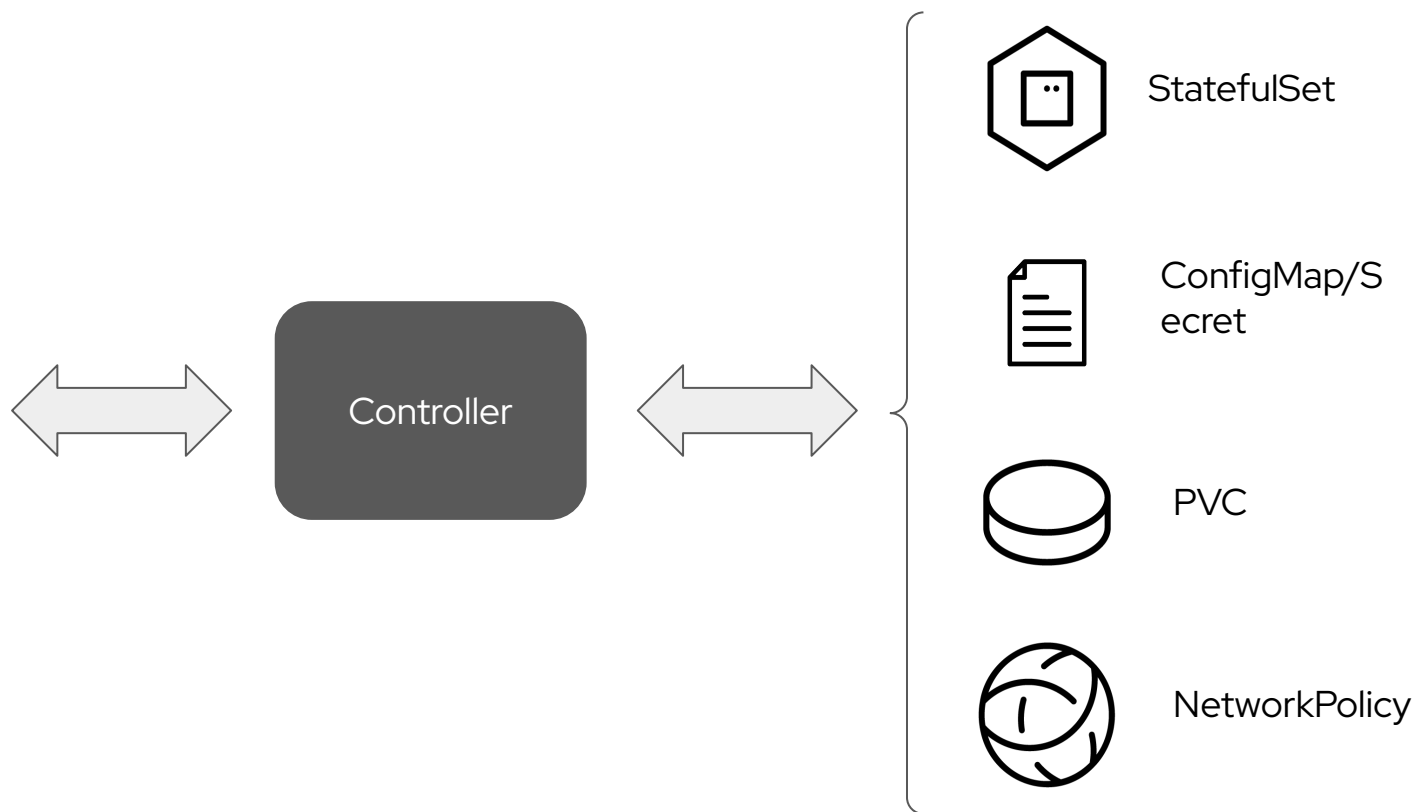 StatefulSet
ConfigMap/S
ecret
Controller
PVC
NetworkPolicy